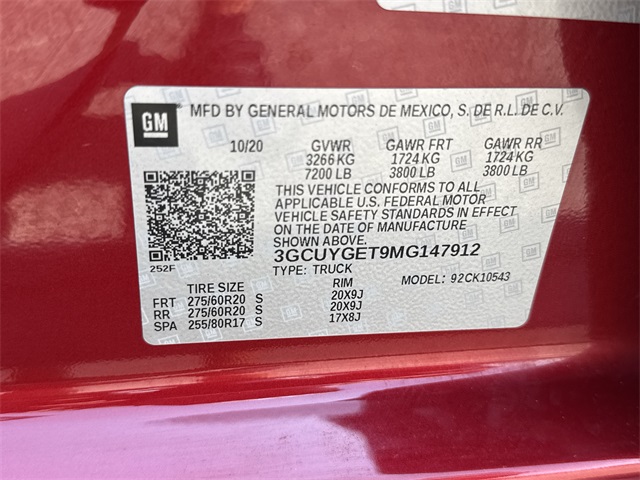 GM MFD BY GENERAL MOTORS DE MEXICO, S. DE R.L. DE C.V.
10/20 GVWR GAWR FRT GAWR RR
3266 KG 1724 KG 1724 KG
7200 LB 3800 LB 3800 LB
THIS VEHICLE CONFORMS TO ALL
APPLICABLE U.S. FEDERAL MOTOR
VEHICLE SAFETY STANDARDS IN EFFECT
ON THE DATE OF MANUFACTURE
SHOWN ABOVE.
3GCUYGET9MG147912
252F
TYPE: TRUCK MODEL: 92CK10543
TIRE SIZE RIM
FRT 275/60R20 S 20X9J
RR 275/60R20 S 20X9J
SPA 255/80R17 S 17X8J